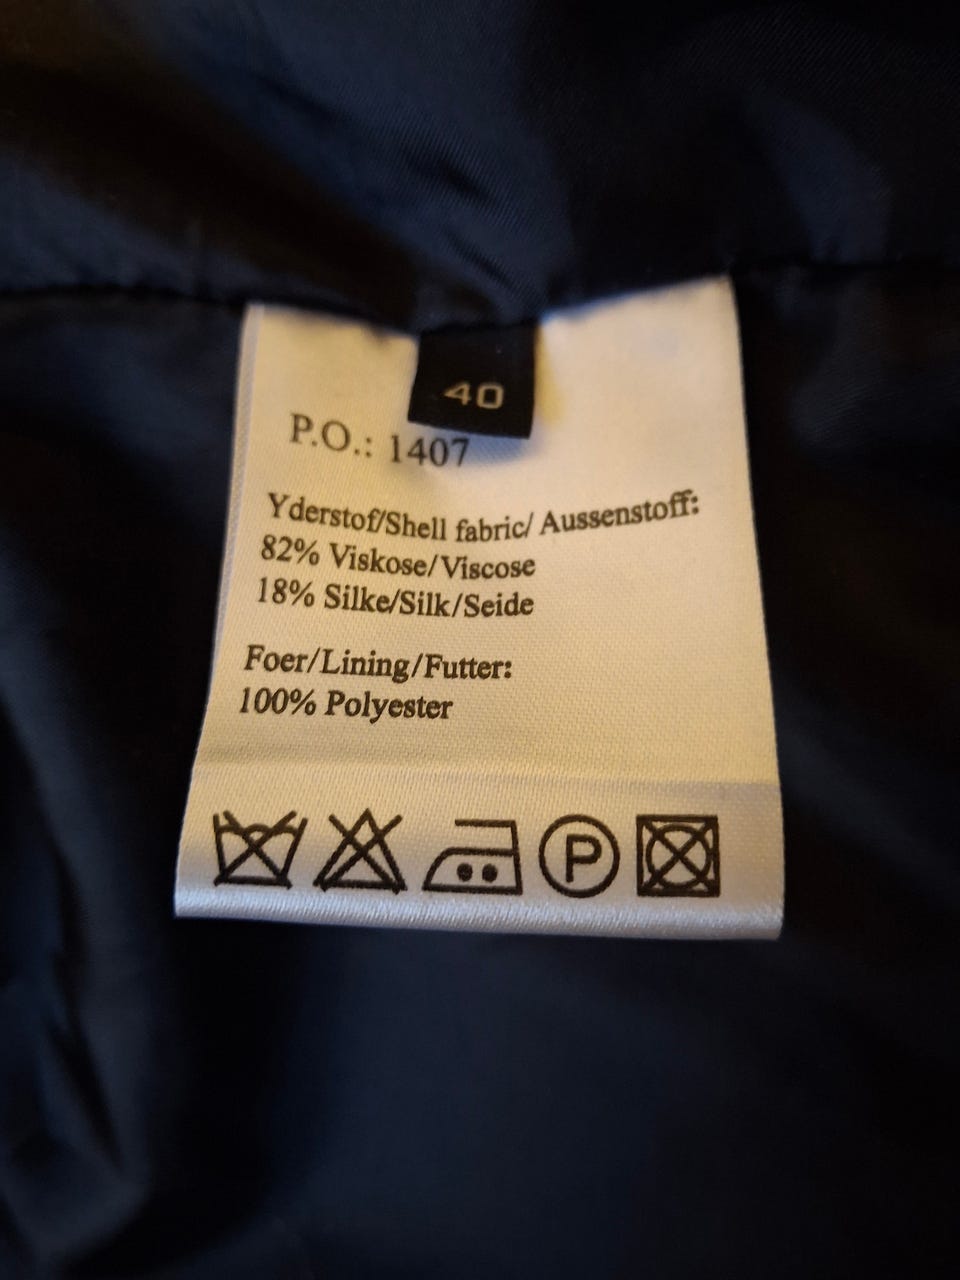 40
P.O.: 1407
Yderstof/Shell fabric/ Aussenstoff:
82% Viskose/Viscose
18% Silke/Silk/Seide
Foer/Lining/Futter:
100% Polyester
P